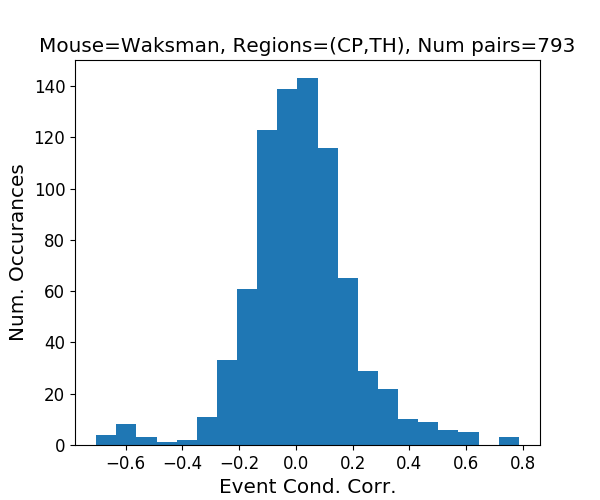 Mouse=Waksman, Regions=(CP,TH), Num pairs=793
Num. Occurances
140
120
100
80
60
40
20
0
−0.6 −0.4 −0.2 0.0 0.2 0.4 0.6 0.8
Event Cond. Corr.